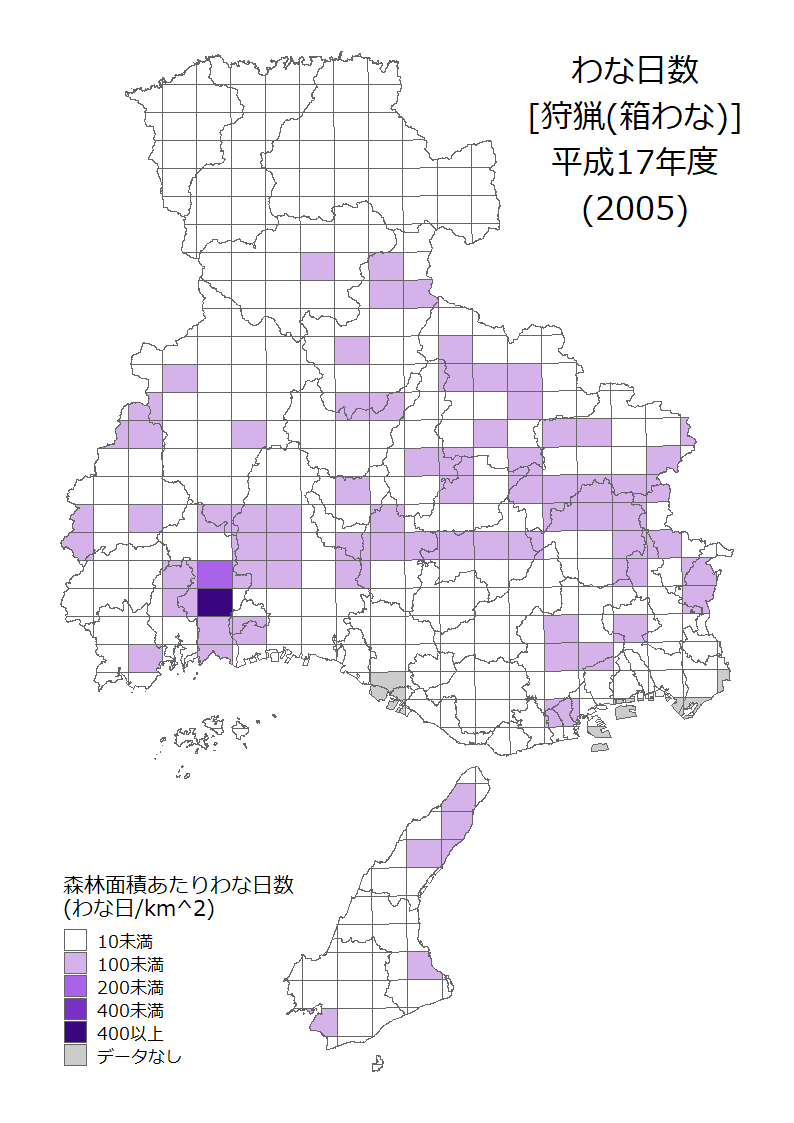 わな日数
[狩猟(箱わな)]
平成17年度
(2005)
森林面積あたりわな日数
(わな日/km^2)
10未満
100未満
200未満
400未満
400以上
データなし